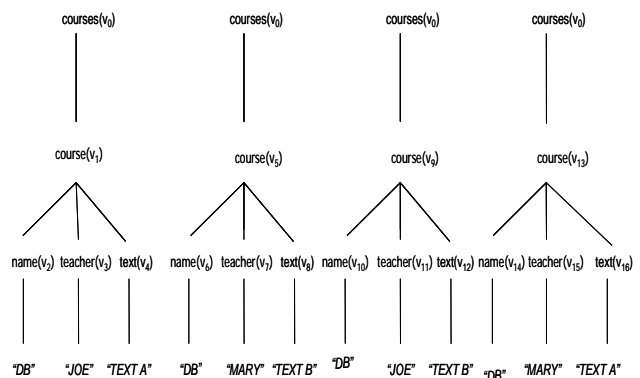 courses(v₀) courses(v₀) courses(v₀) courses(v₀)
course(v₁) course(v₅) course(v₉) course(v₁₃)
name(v₂) teacher(v₃) text(v₄) name(v₆) teacher(v₇) text(v₈) name(v₁₀) teacher(v₁₁) text(v₁₂) name(v₁₄) teacher(v₁₅) text(v₁₆)
“DB” “JOE” “TEXT A” “DB” “MARY” “TEXT B” “DB” “JOE” “TEXT B” “DB” “MARY” “TEXT A”